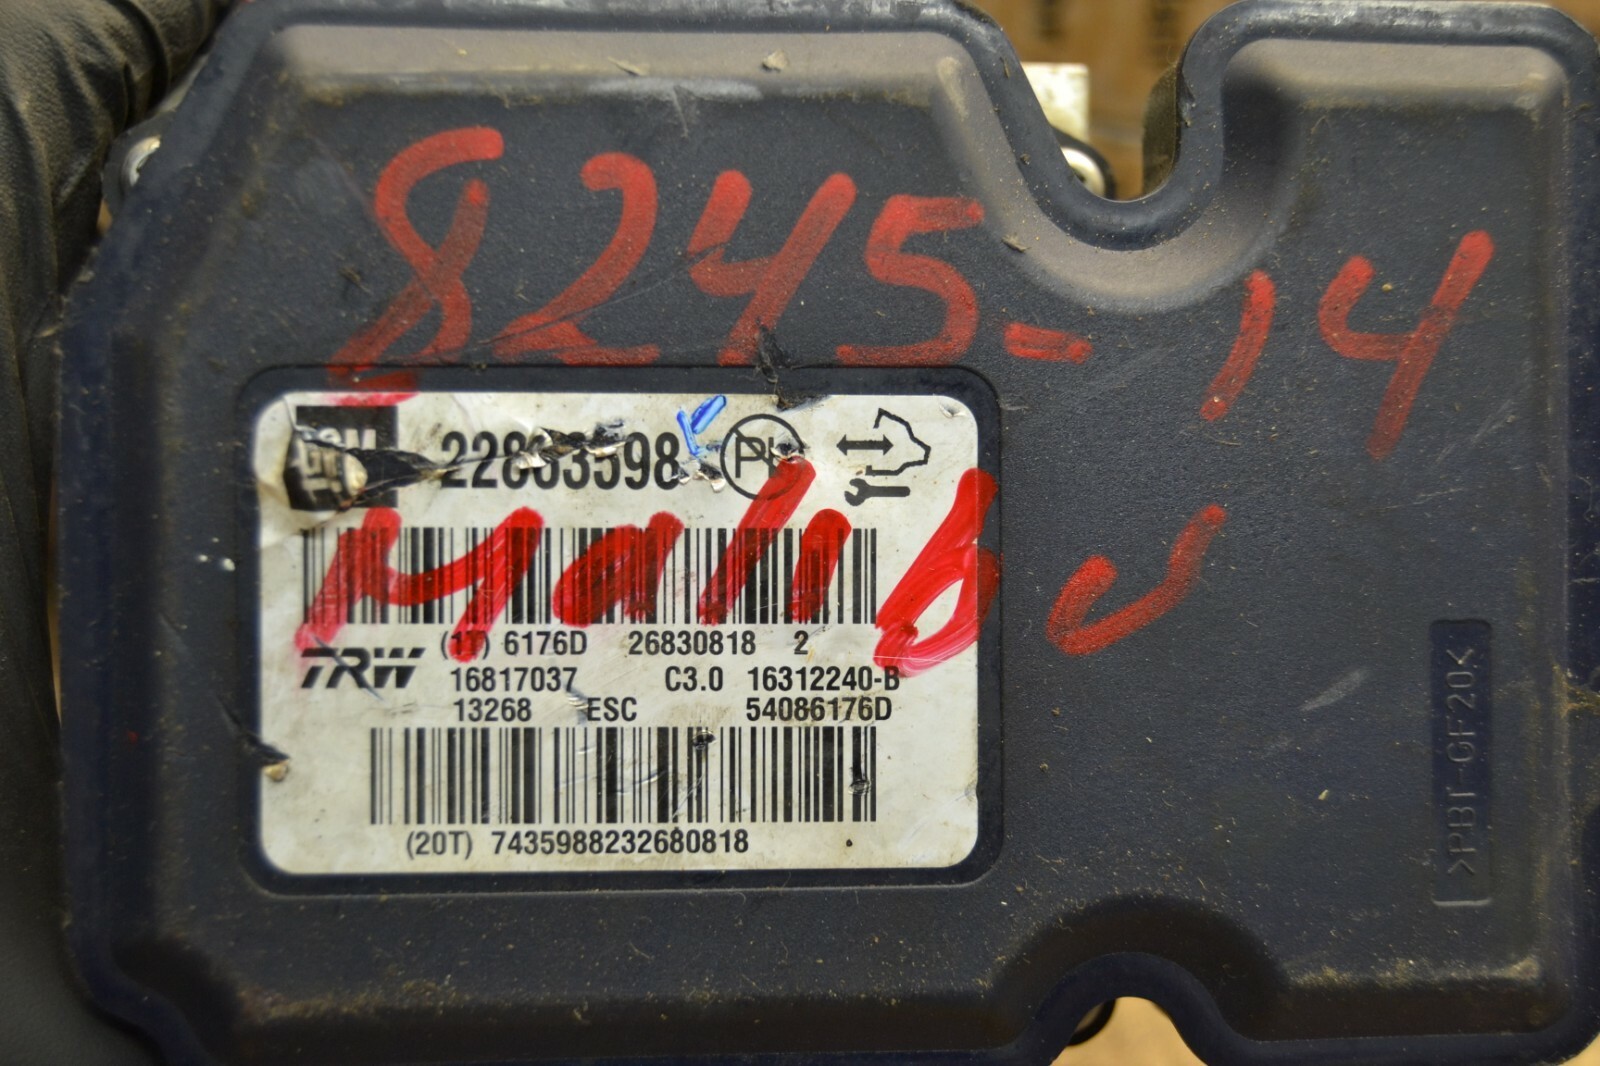 8245-14
GM
Malibu
(1T) 6176D 26830818 2
TRW
16817037 C3.0 16312240-B
13268 ESC 54086176D
(20T) 7435988232680818
>PBT-GF20<